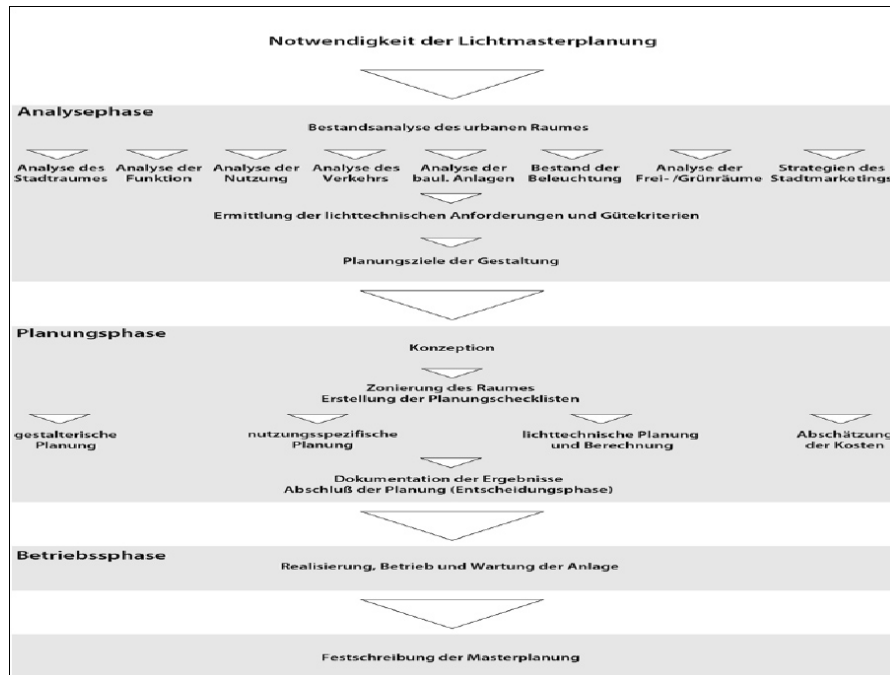 Notwendigkeit der Lichtmasterplanung
Analysephase
Bestandsanalyse des urbanen Raumes
Analyse des
Stadtraumes
Analyse der
Funktion
Analyse der
Nutzung
Analyse des
Verkehrs
Analyse der
baul. Anlagen
Bestand der
Beleuchtung
Analyse der
Frei- /Grünräume
Strategien des
Stadtmarketings
Ermittlung der lichttechnischen Anforderungen und Gütekriterien
Planungsziele der Gestaltung
Planungsphase
Konzeption
Zonierung des Raumes
Erstellung der Planungschecklisten
gestalterische
Planung
nutzungsspezifische
Planung
lichttechnische Planung
und Berechnung
Abschätzung
der Kosten
Dokumentation der Ergebnisse
Abschluß der Planung (Entscheidungsphase)
Betriebssphase
Realisierung, Betrieb und Wartung der Anlage
Festschreibung der Masterplanung